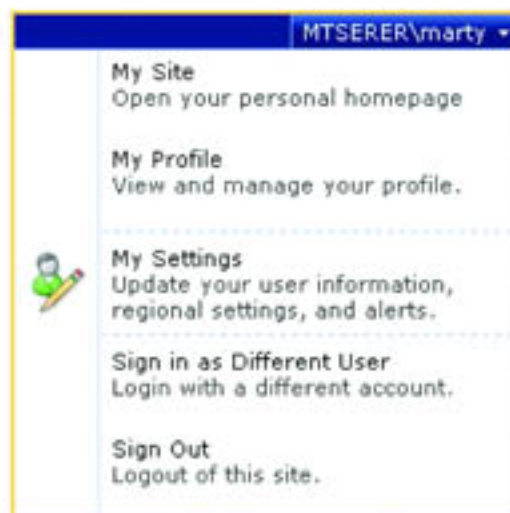 MTSERER\marty
My Site
Open your personal homepage
My Profile
View and manage your profile.
My Settings
Update your user information,
regional settings, and alerts.
Sign in as Different User
Login with a different account.
Sign Out
Logout of this site.